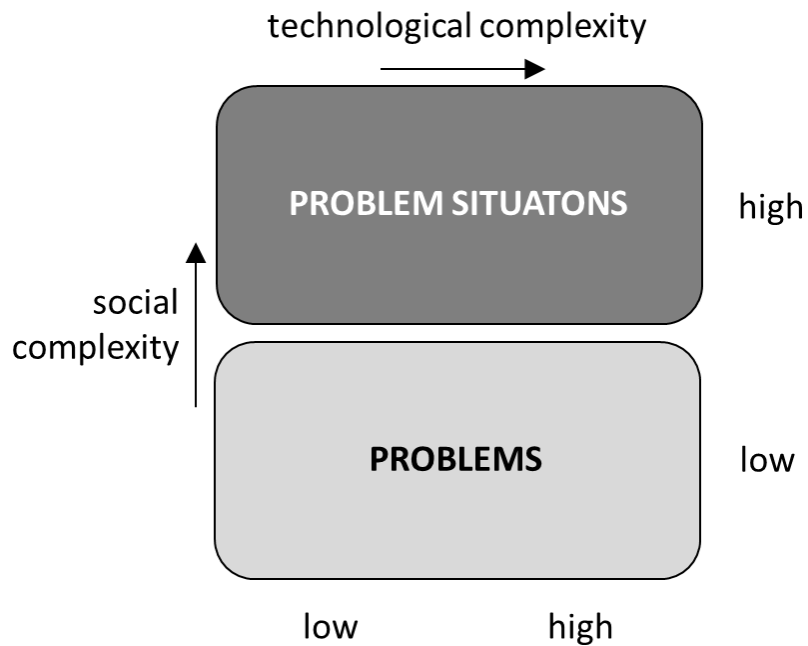 technological complexity
PROBLEM SITUATONS
high
social
complexity
PROBLEMS
low
low
high